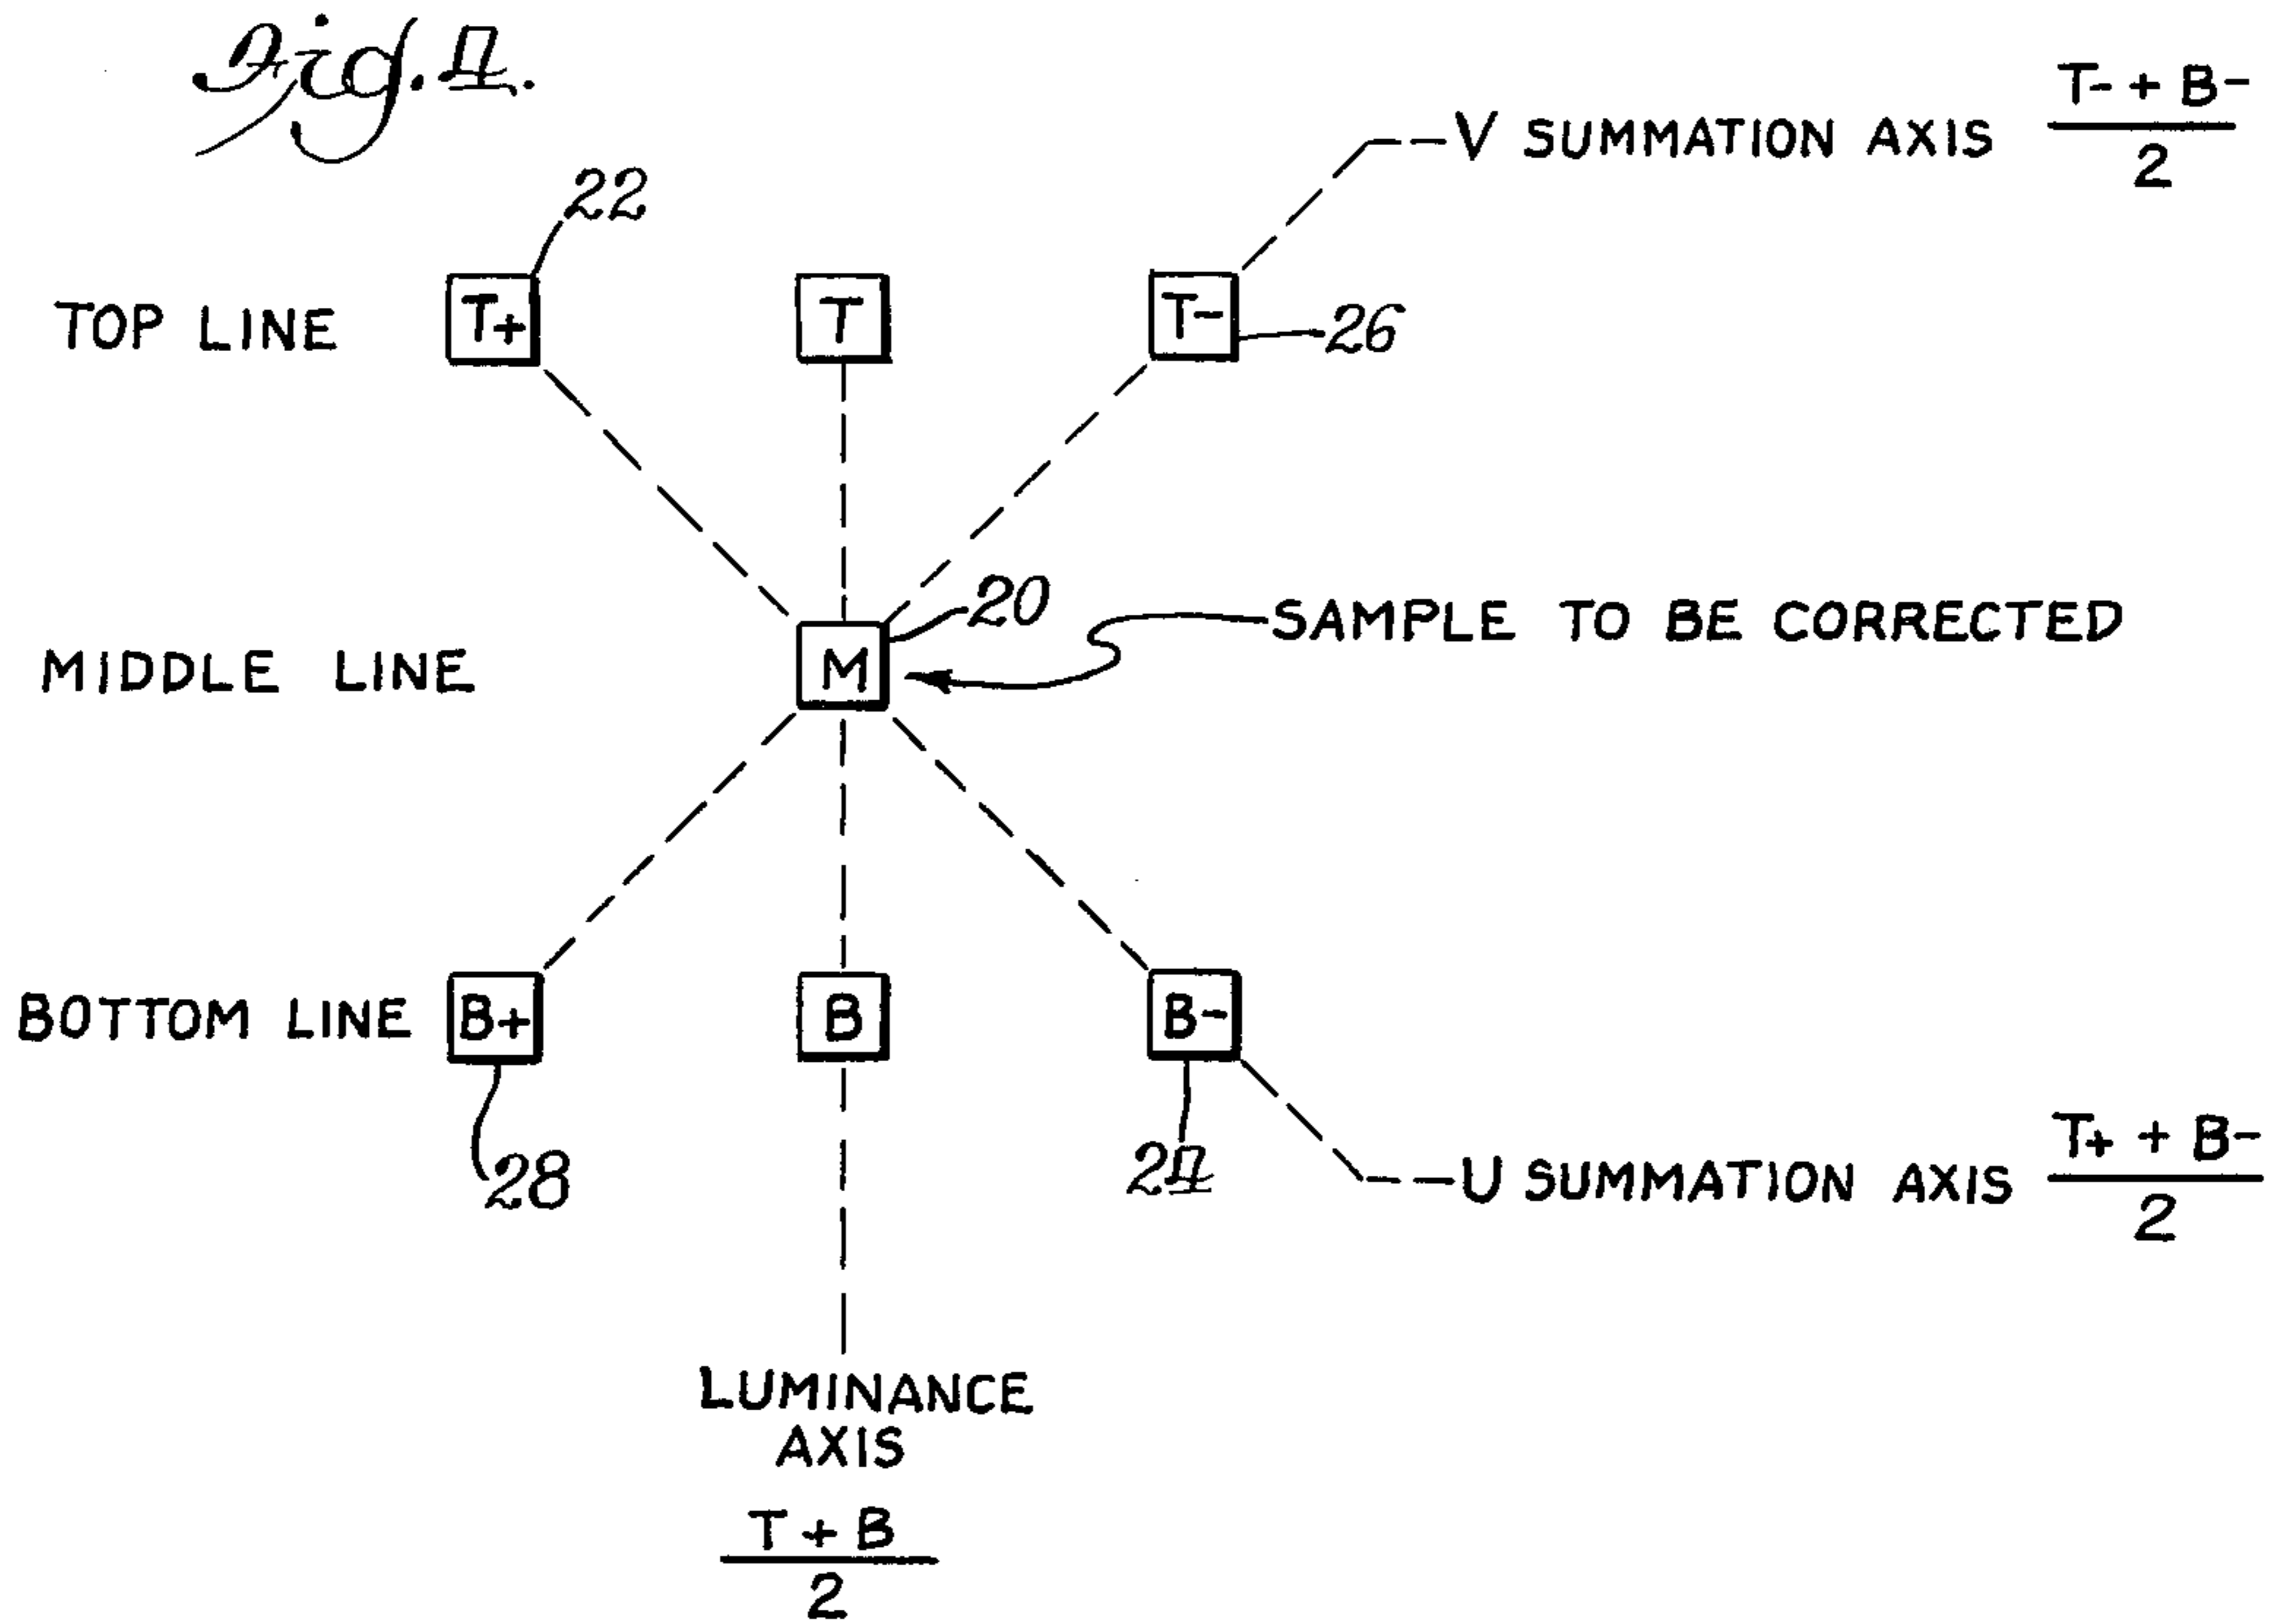 Fig. 4.
V SUMMATION AXIS T- + B- / 2
22
TOP LINE T+ T T- 26
20
SAMPLE TO BE CORRECTED
MIDDLE LINE M
BOTTOM LINE B+ B B-
28 24
U SUMMATION AXIS T+ + B- / 2
LUMINANCE
AXIS
T + B
2